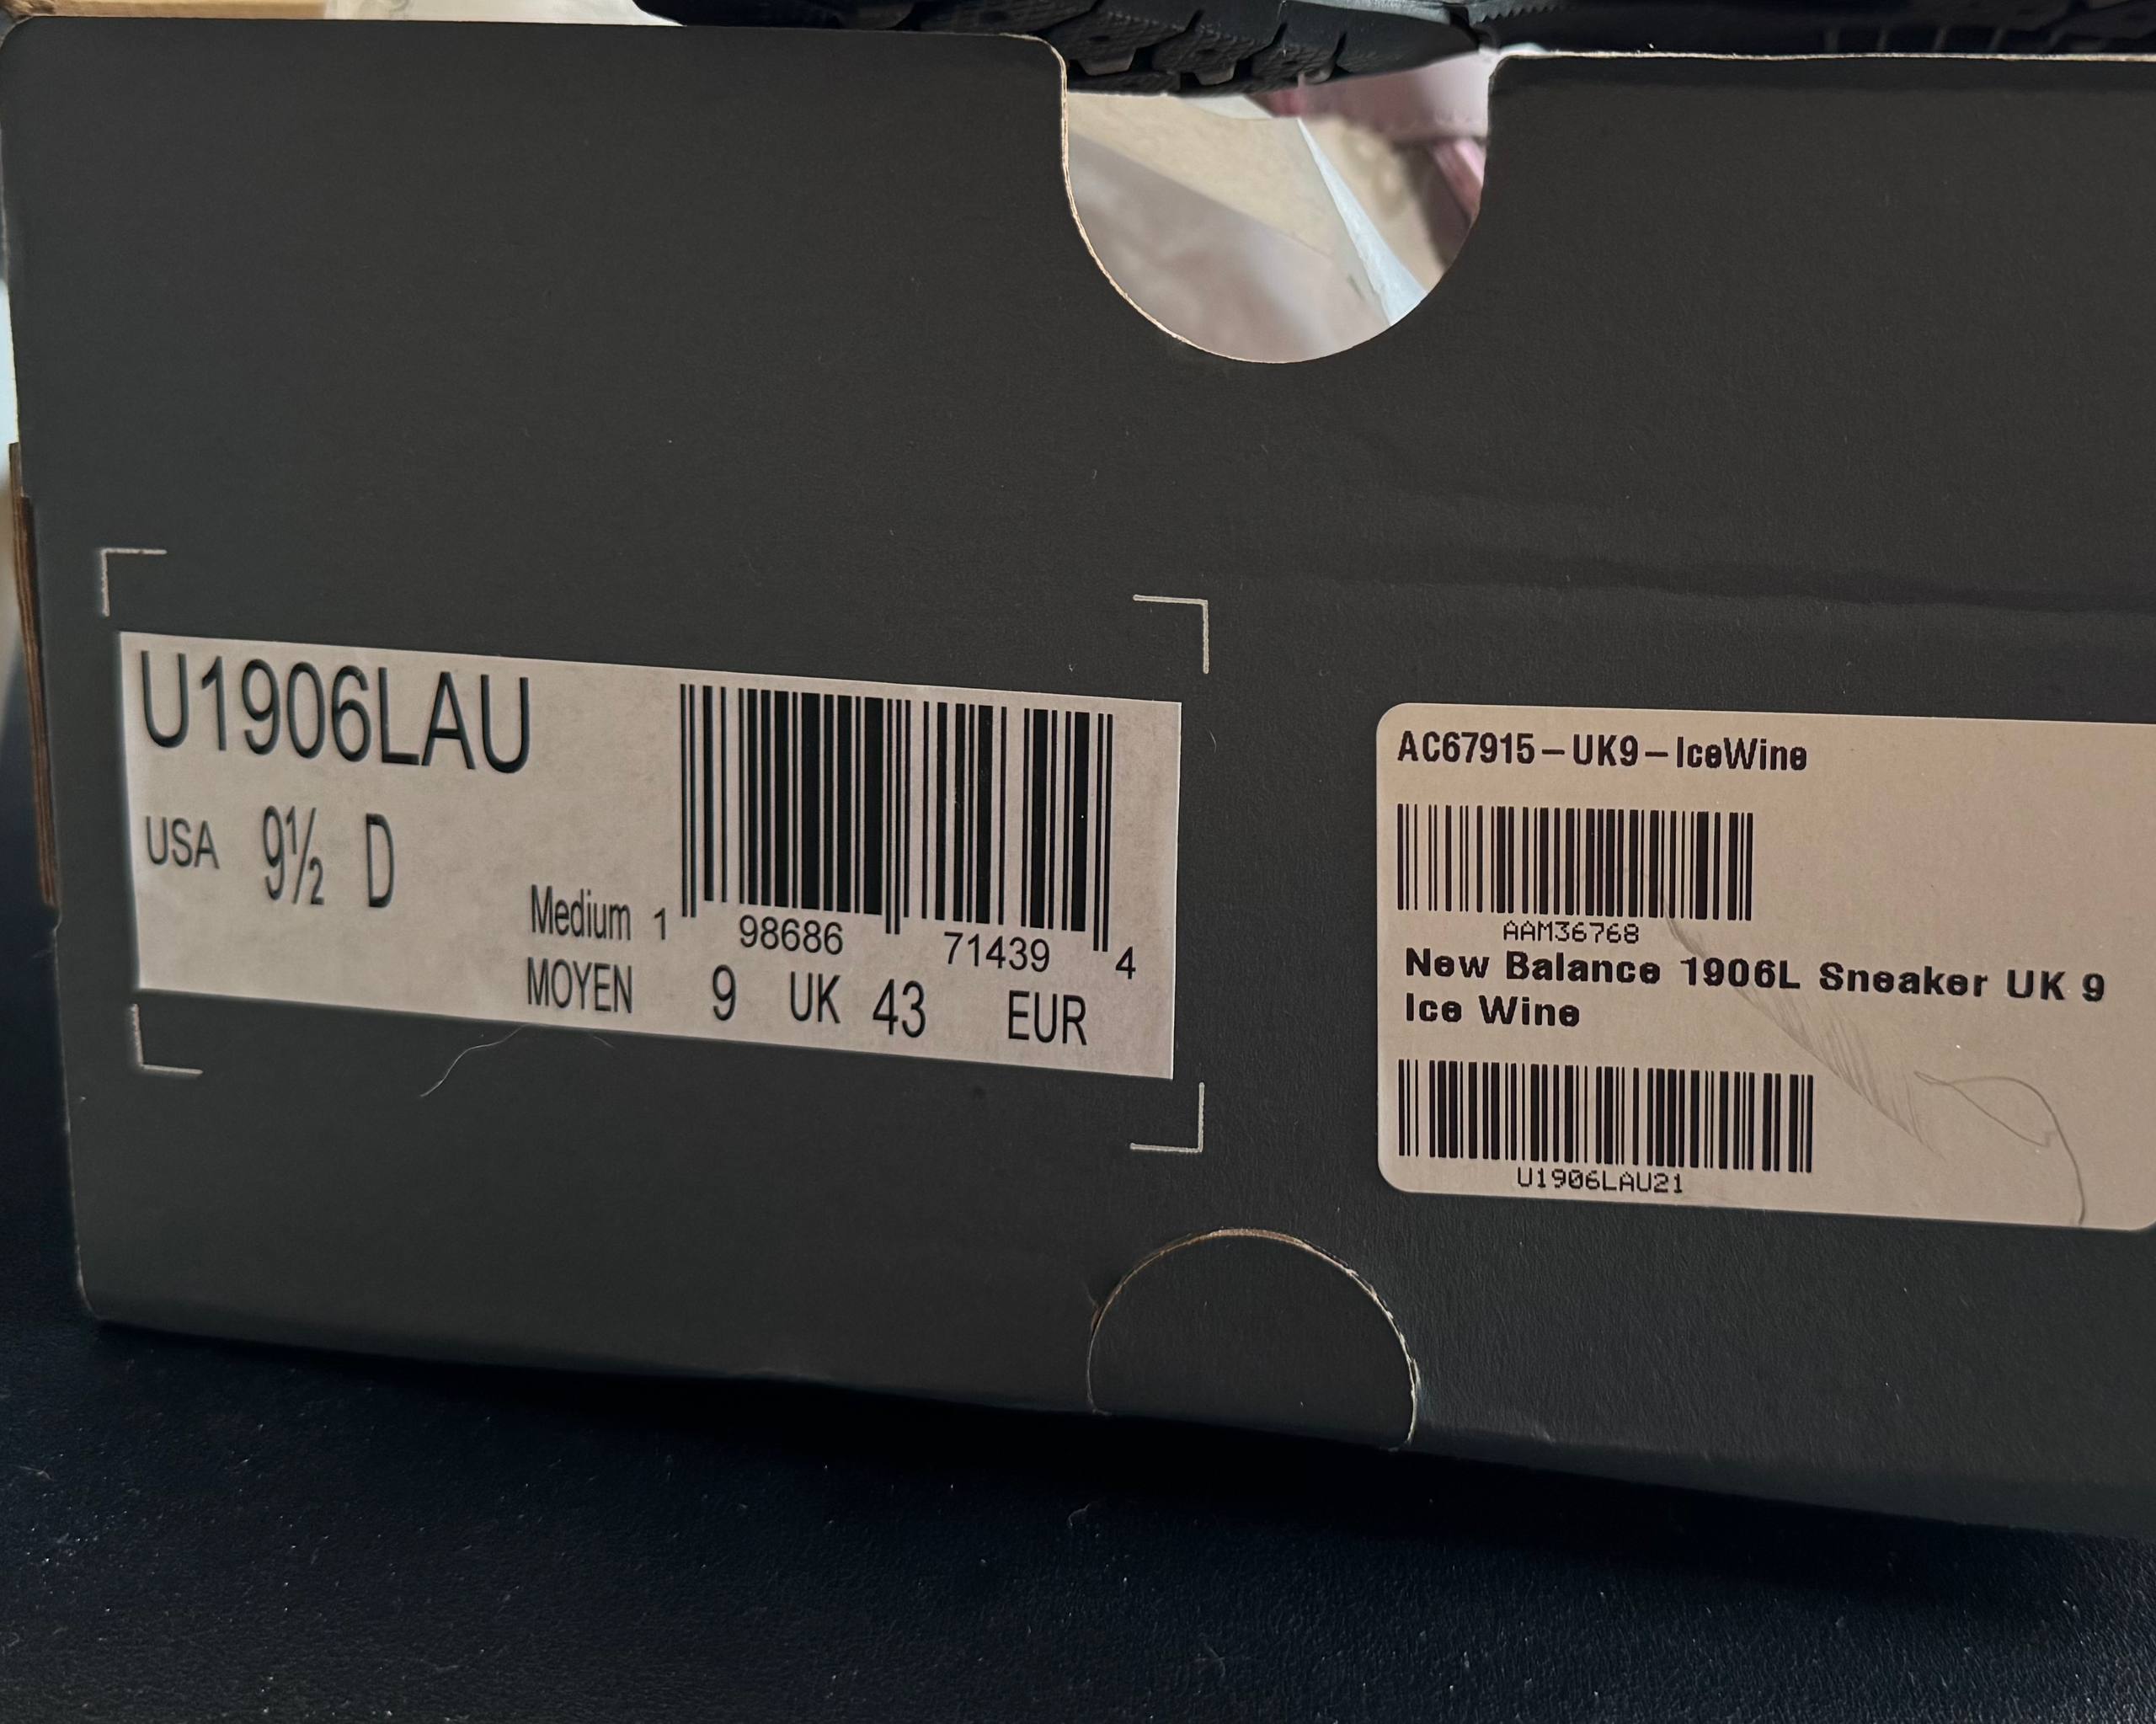 U1906LAU
USA 9½ D
Medium
MOYEN
1 98686 71439 4
9 UK 43 EUR
AC67915-UK9-IceWine
AAM36768
New Balance 1906L Sneaker UK 9
Ice Wine
U1906LAU21